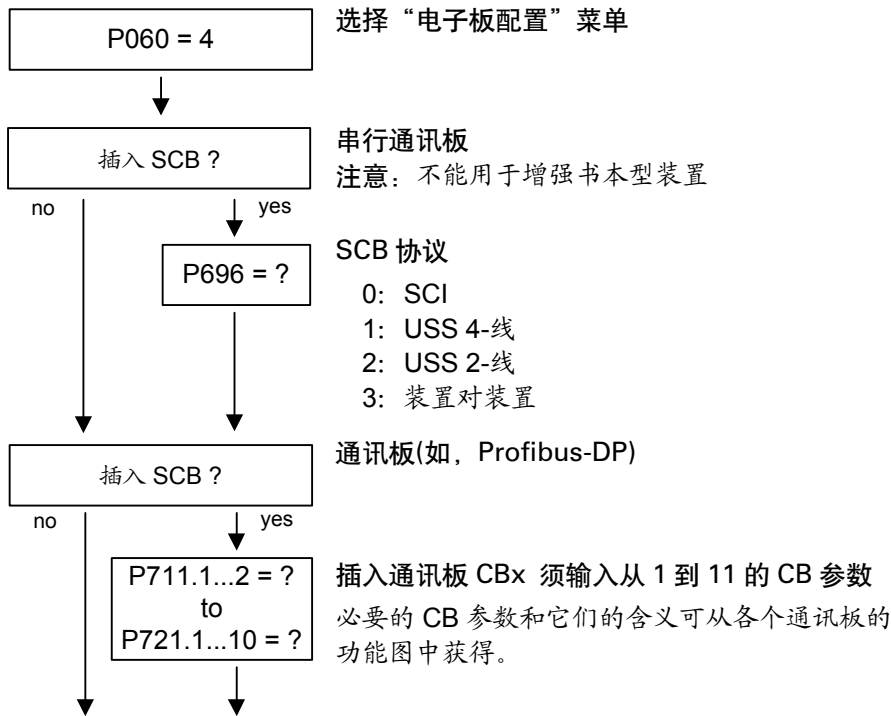 P060 = 4
选择“电子板配置”菜单
插入 SCB ?
串行通讯板
注意：不能用于增强书本型装置
no
yes
P696 = ?
SCB 协议
0: SCI
1: USS 4-线
2: USS 2-线
3: 装置对装置
插入 SCB ?
通讯板(如，Profibus-DP)
no
yes
P711.1...2 = ?
to
P721.1...10 = ?
插入通讯板 CBx 须输入从 1 到 11 的 CB 参数
必要的 CB 参数和它们的含义可从各个通讯板的
功能图中获得。